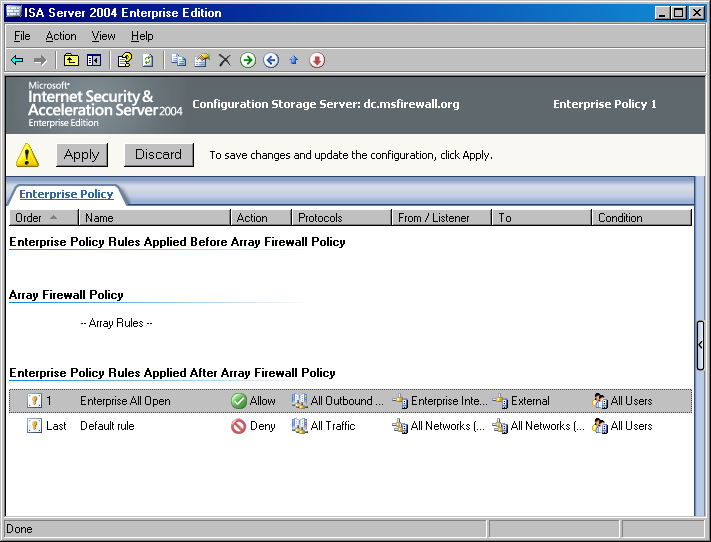 ISA Server 2004 Enterprise Edition
File Action View Help
Microsoft®
Internet Security &
Acceleration Server 2004
Enterprise Edition
Configuration Storage Server: dc.msfirewall.org
Enterprise Policy 1
Apply Discard To save changes and update the configuration, click Apply.
Enterprise Policy
Order Name Action Protocols From / Listener To Condition
Enterprise Policy Rules Applied Before Array Firewall Policy
Array Firewall Policy
-- Array Rules --
Enterprise Policy Rules Applied After Array Firewall Policy
1 Enterprise All Open Allow All Outbound ... Enterprise Inte... External All Users
Last Default rule Deny All Traffic All Networks (... All Networks (... All Users
Done